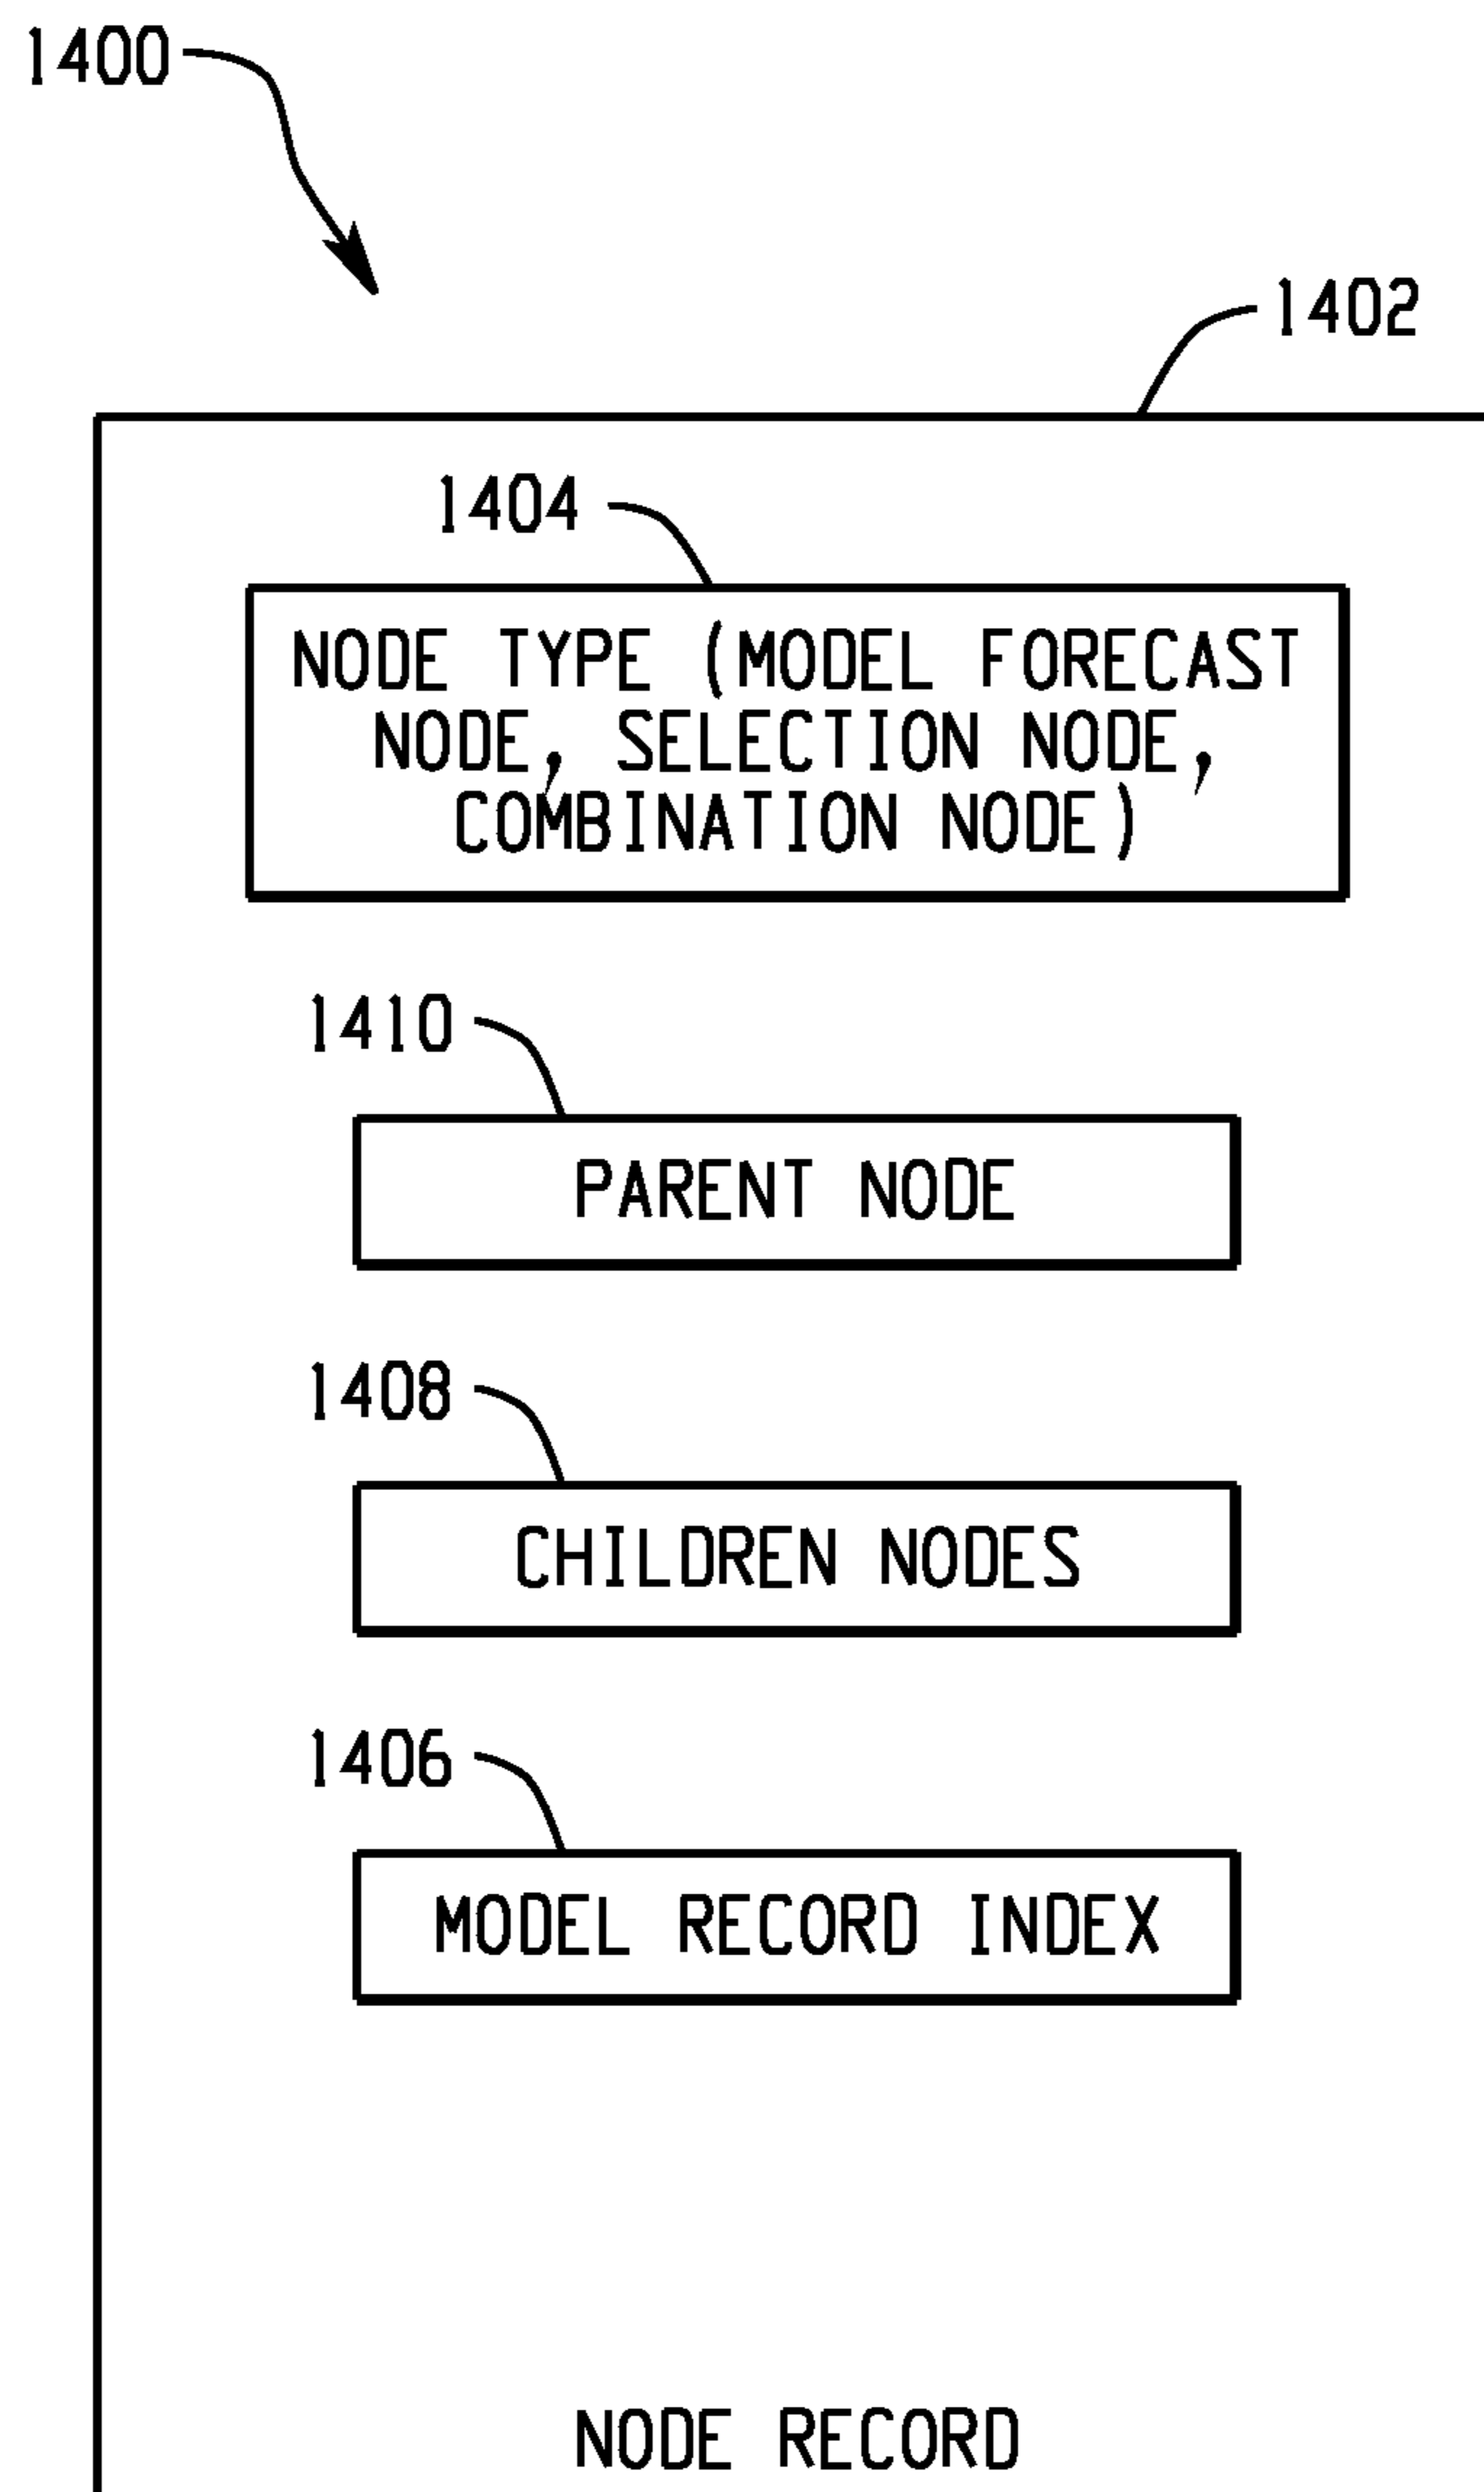 1400
1402
1404
NODE TYPE (MODEL FORECAST
NODE, SELECTION NODE,
COMBINATION NODE)
1410
PARENT NODE
1408
CHILDREN NODES
1406
MODEL RECORD INDEX
NODE RECORD